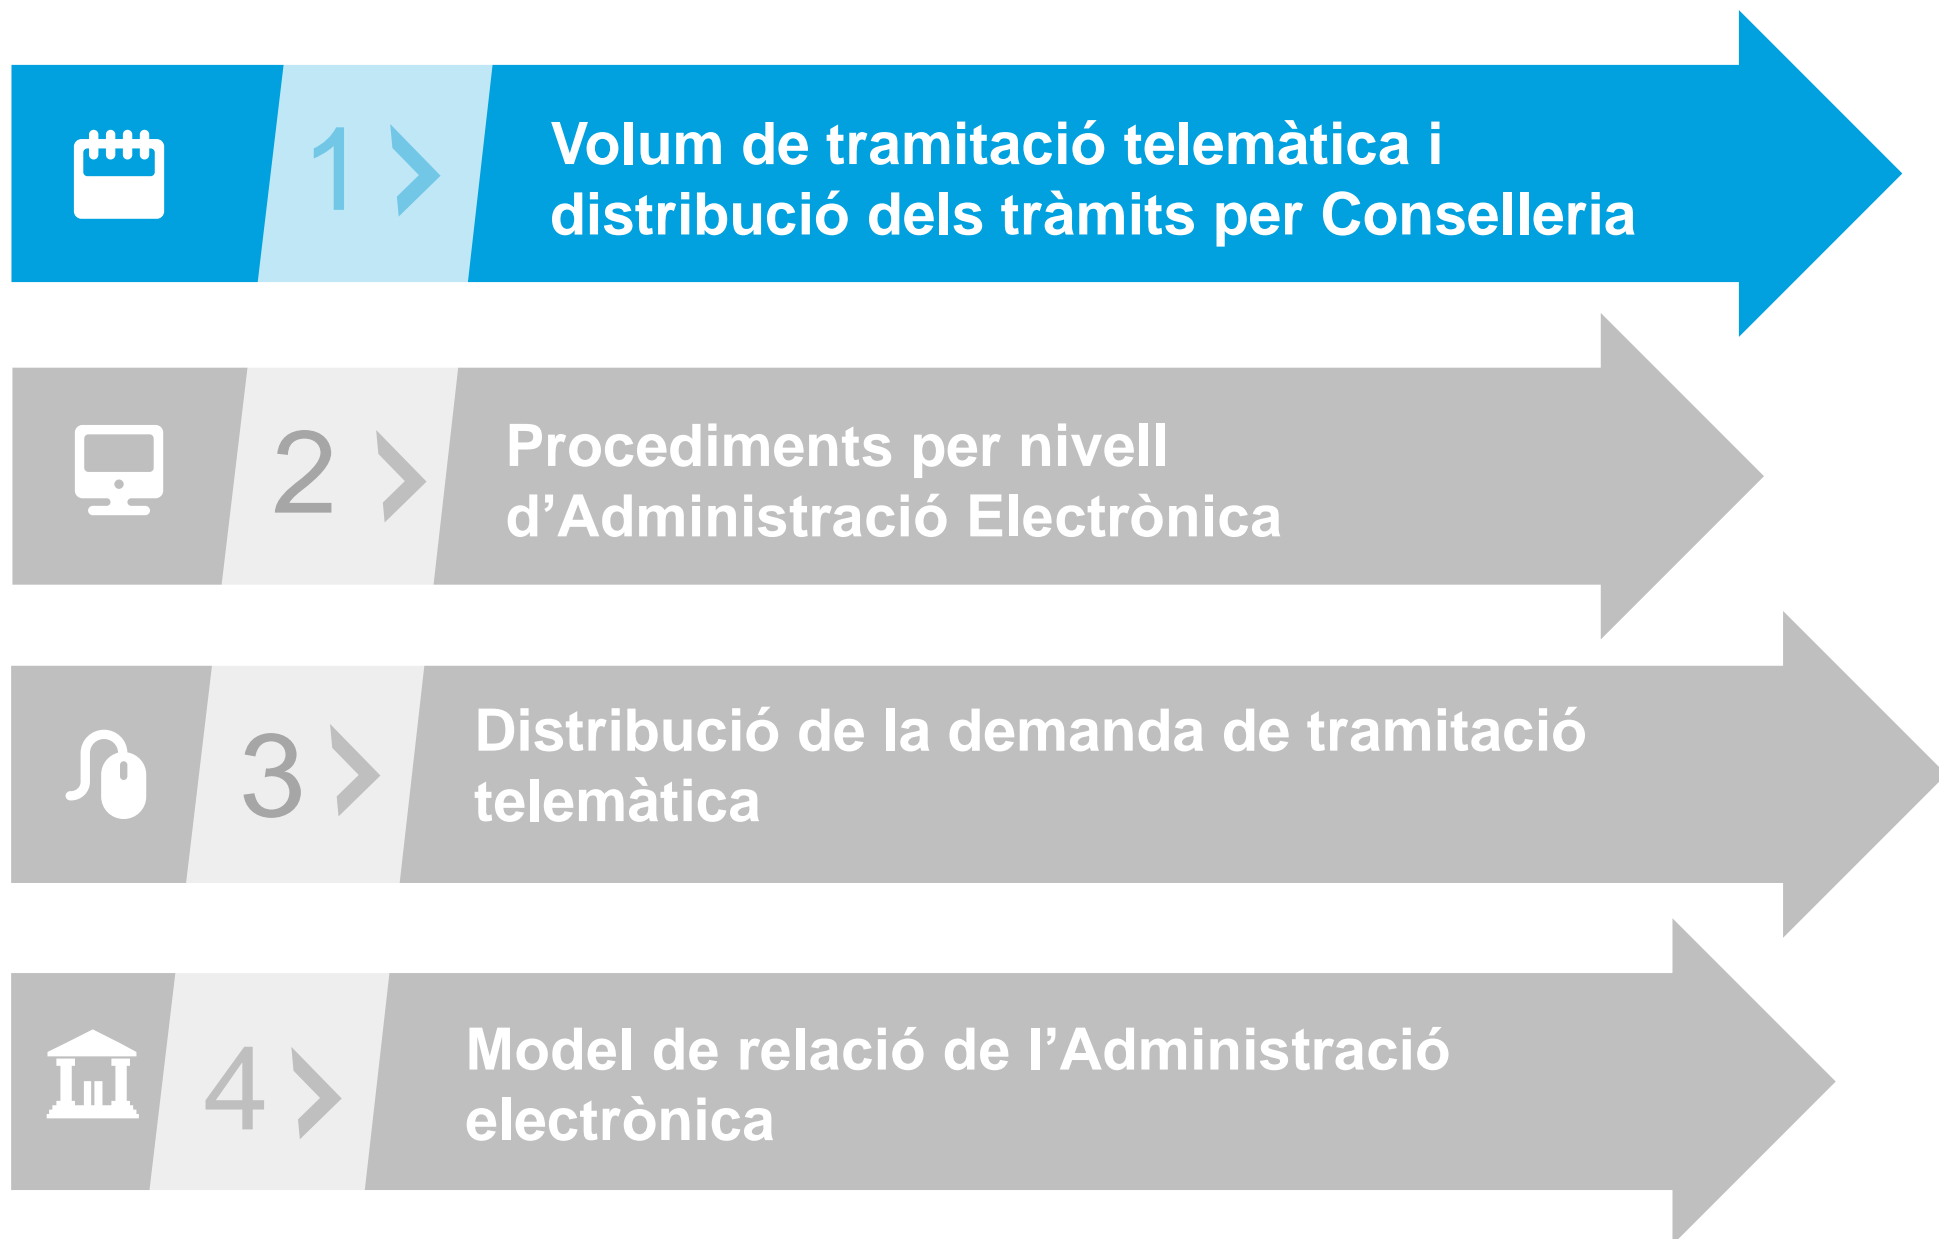 1
Volum de tramitació telemàtica i
distribució dels tràmits per Conselleria
2
Procediments per nivell
d’Administració Electrònica
3
Distribució de la demanda de tramitació
telemàtica
4
Model de relació de l’Administració
electrònica